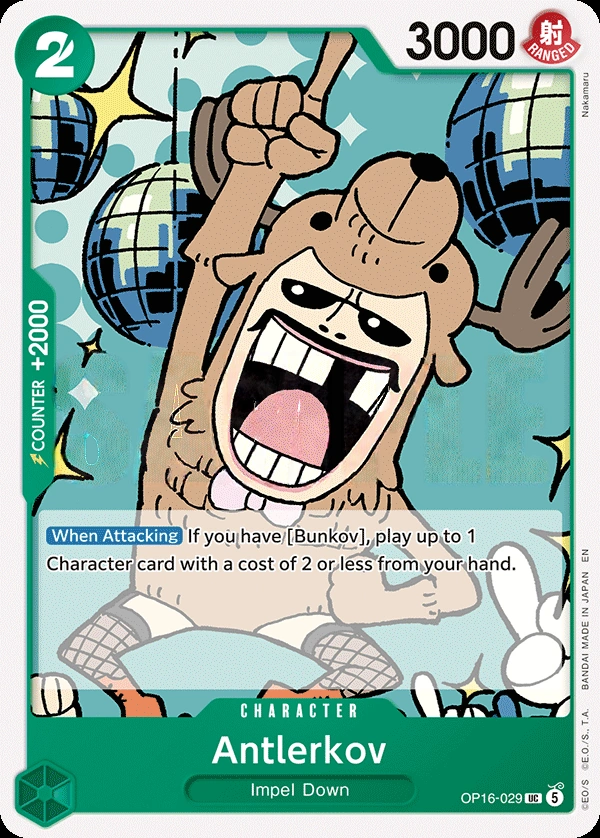 2
3000
射
RANGED
Nakamaru
COUNTER +2000
When Attacking If you have [Bunkov], play up to 1
Character card with a cost of 2 or less from your hand.
CHARACTER
Antlerkov
Impel Down
OP16-029 UC 5
©EO/S ©E.O./S., T.A. BANDAI MADE IN JAPAN EN